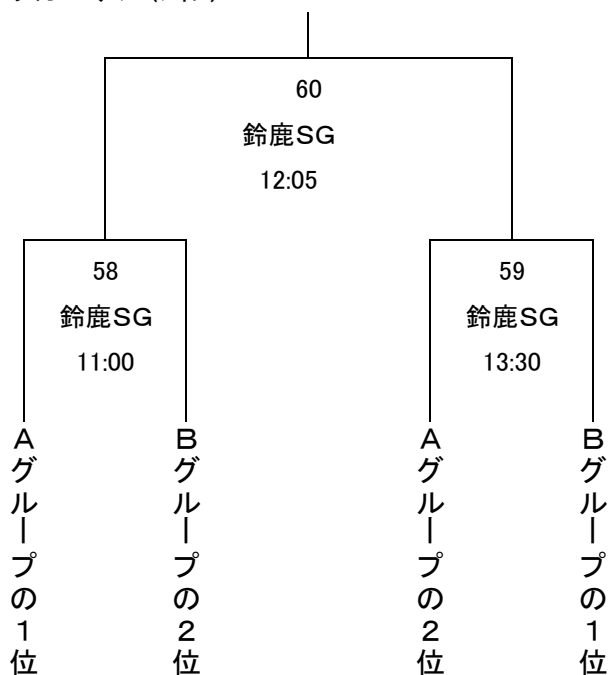 60
鈴鹿SG
12:05
58
鈴鹿SG
11:00
59
鈴鹿SG
13:30
Aグループの1位
Bグループの2位
Aグループの2位
Bグループの1位